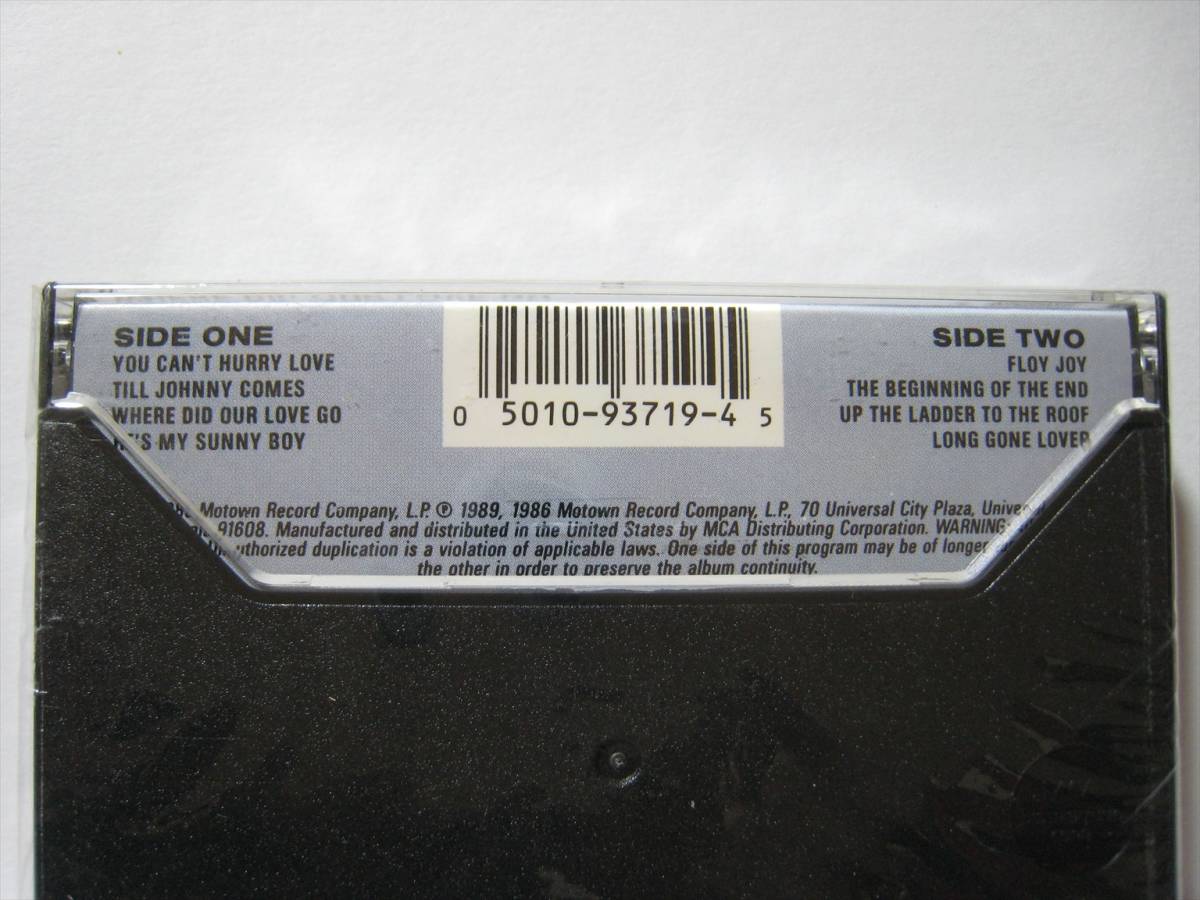 SIDE ONE
YOU CAN'T HURRY LOVE
TILL JOHNNY COMES
WHERE DID OUR LOVE GO
HE'S MY SUNNY BOY
0 5010-93719-4 5
SIDE TWO
FLOY JOY
THE BEGINNING OF THE END
UP THE LADDER TO THE ROOF
LONG GONE LOVER
Motown Record Company, L.P. ℗ 1989, 1986 Motown Record Company, L.P., 70 Universal City Plaza,
91608. Manufactured and distributed in the United States by MCA Distributing Corporation. WARNING:
duplication is a violation of applicable laws. One side of this program may be of longer
the other in order to preserve the album continuity.